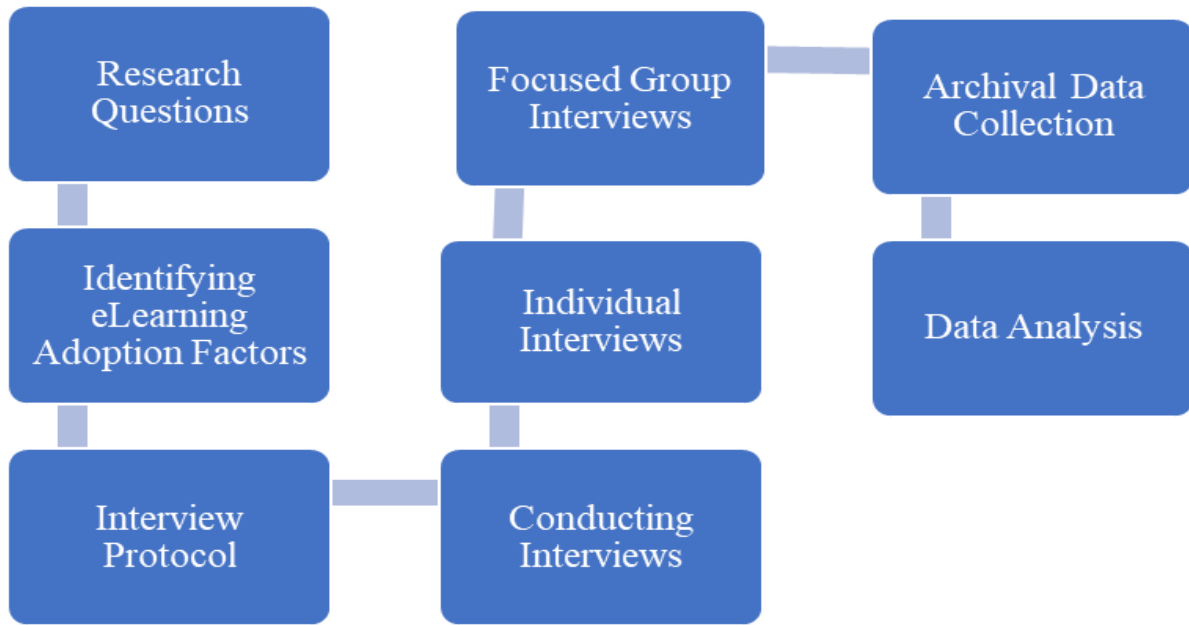 Research
Questions
Identifying
eLearning
Adoption Factors
Interview
Protocol
Conducting
Interviews
Individual
Interviews
Focused Group
Interviews
Archival Data
Collection
Data Analysis